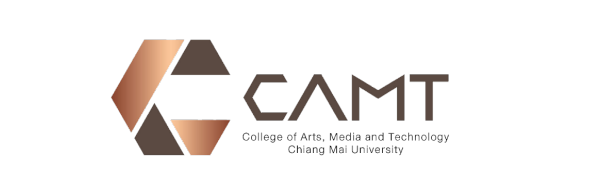 CAMT
College of Arts, Media and Technology
Chiang Mai University